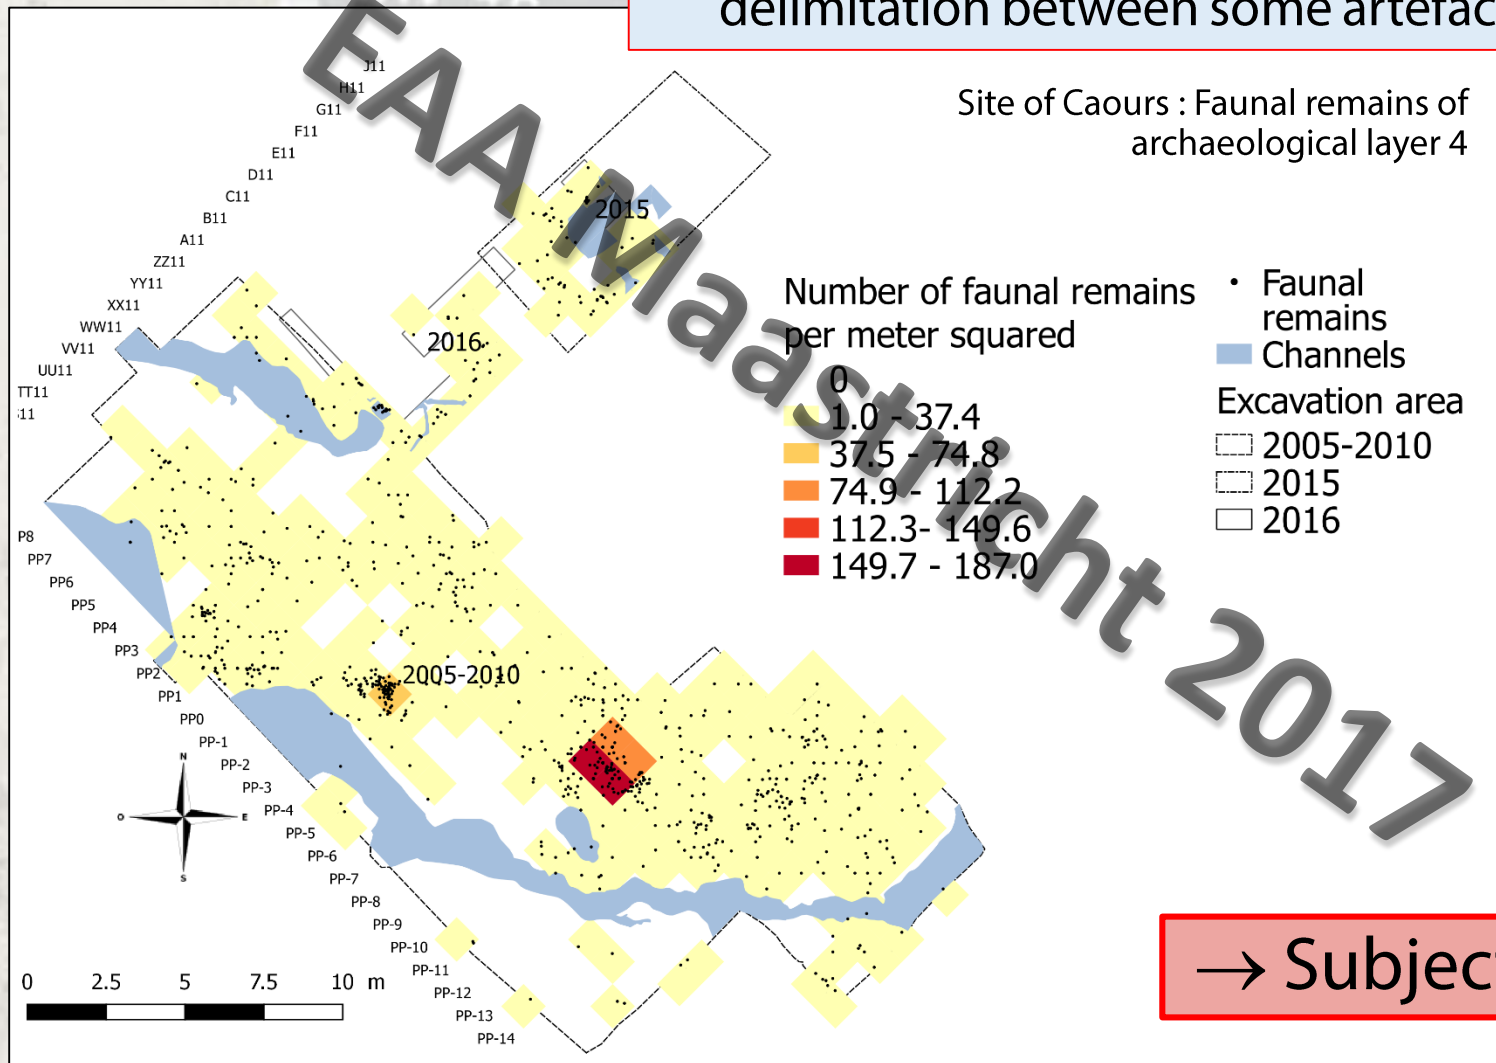 delimitation between some artefac
Site of Caours : Faunal remains of
archaeological layer 4
J11
H11
G11
F11
E11
D11
C11
B11
A11
ZZ11
YY11
XX11
WW11
VV11
UU11
TT11
11
P8
PP7
PP6
PP5
PP4
PP3
PP2
PP1
PP0
PP-1
PP-2
PP-3
PP-4
PP-5
PP-6
PP-7
PP-8
PP-9
PP-10
PP-11
PP-12
PP-13
PP-14
2015
2016
2005-2010
N
O
E
S
0 2.5 5 7.5 10 m
Number of faunal remains
per meter squared
0
1.0 - 37.4
37.5 - 74.8
74.9 - 112.2
112.3- 149.6
149.7 - 187.0
Faunal
remains
Channels
Excavation area
2005-2010
2015
2016
EAA Maastricht 2017
→ Subject